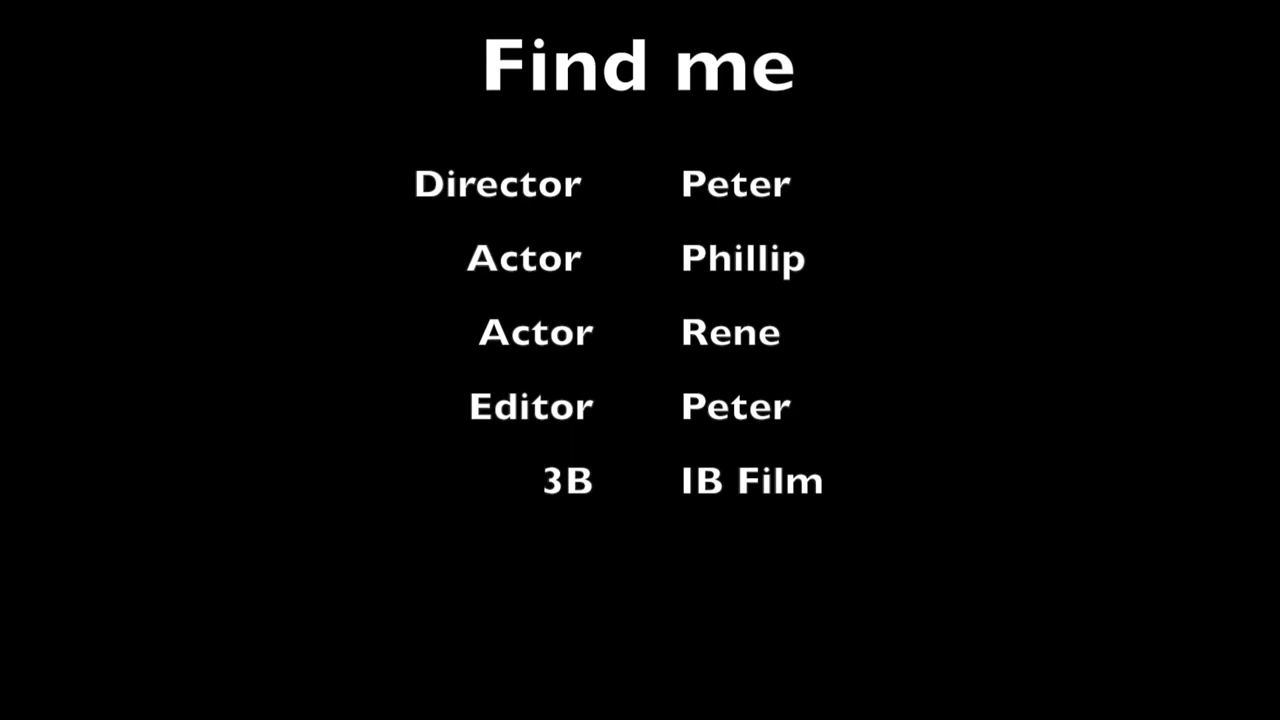 Find me
Director Peter
Actor Phillip
Actor Rene
Editor Peter
3B IB Film